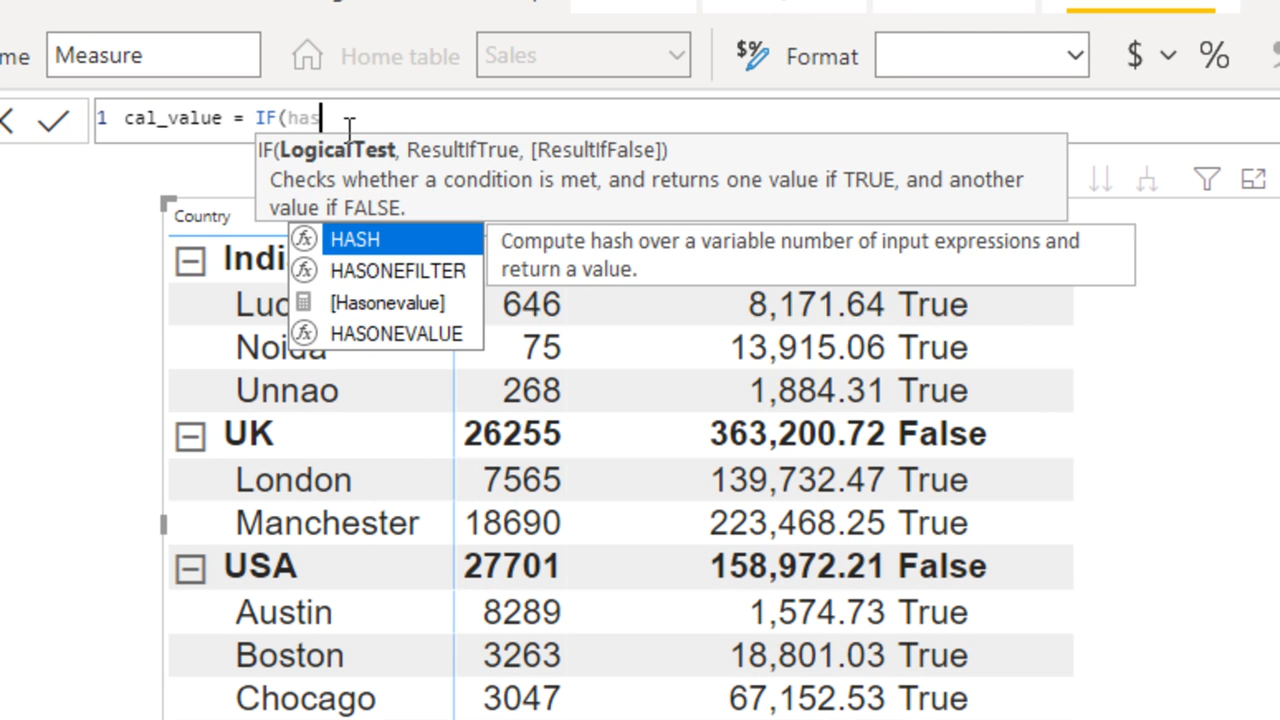 me Measure Home table Sales Format $ %
1 cal_value = IF(has
IF(LogicalTest, ResultIfTrue, [ResultIfFalse])
Checks whether a condition is met, and returns one value if TRUE, and another
value if FALSE.
Country
HASH
HASONEFILTER
[Hasonevalue]
HASONEVALUE
Compute hash over a variable number of input expressions and
return a value.
Indi
Luc 646 8,171.64 True
Noida 75 13,915.06 True
Unnao 268 1,884.31 True
UK 26255 363,200.72 False
London 7565 139,732.47 True
Manchester 18690 223,468.25 True
USA 27701 158,972.21 False
Austin 8289 1,574.73 True
Boston 3263 18,801.03 True
Chocago 3047 67,152.53 True